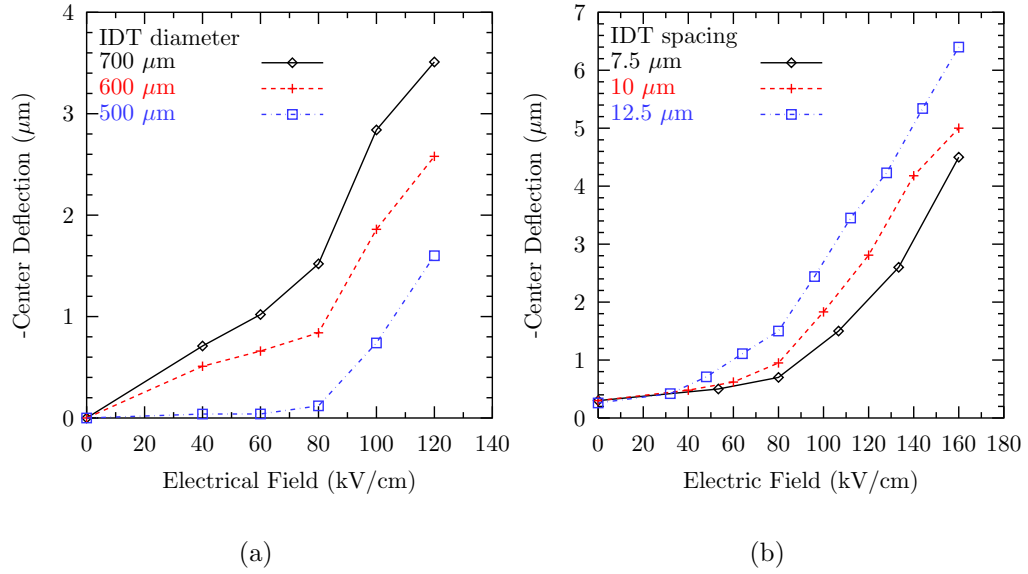 4
3
2
1
0
0 20 40 60 80 100 120 140
-Center Deflection (μm)
Electrical Field (kV/cm)
IDT diameter
700 μm
600 μm
500 μm
(a)
7
6
5
4
3
2
1
0
0 20 40 60 80 100 120 140 160 180
-Center Deflection (μm)
Electric Field (kV/cm)
IDT spacing
7.5 μm
10 μm
12.5 μm
(b)